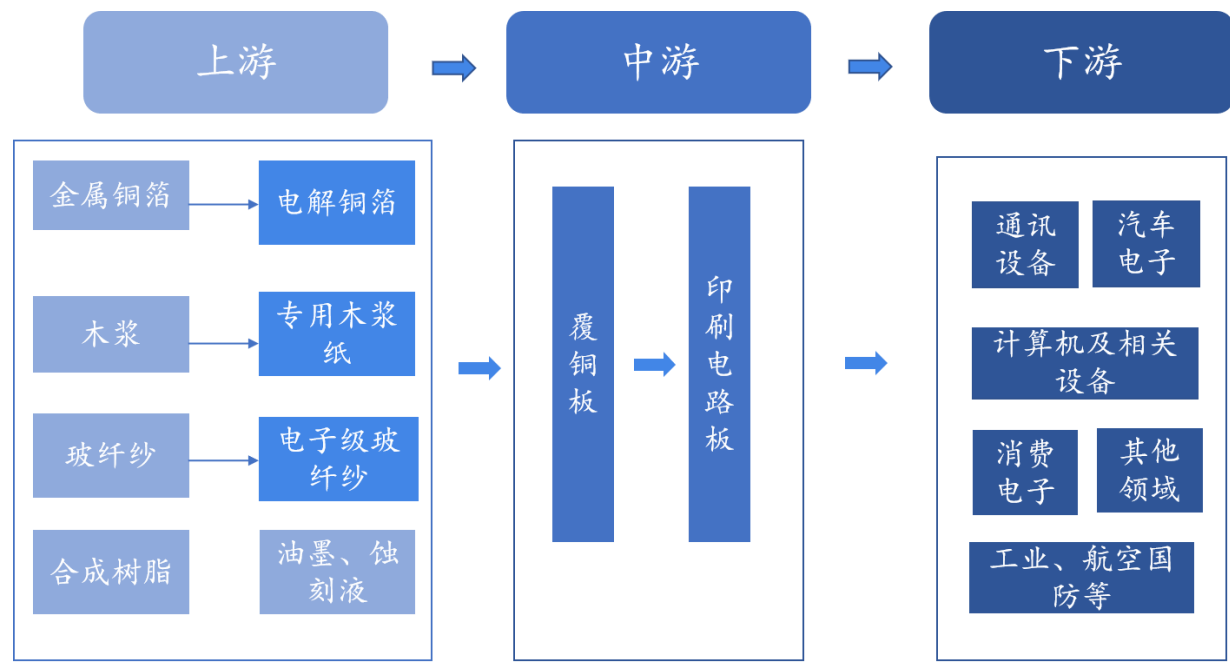 上游
中游
下游
金属铜箔
电解铜箔
木浆
专用木浆
纸
玻纤纱
电子级玻
纤纱
合成树脂
油墨、蚀
刻液
覆
铜
板
印
刷
电
路
板
通讯
设备
汽车
电子
计算机及相关
设备
消费
电子
其他
领域
工业、航空国
防等